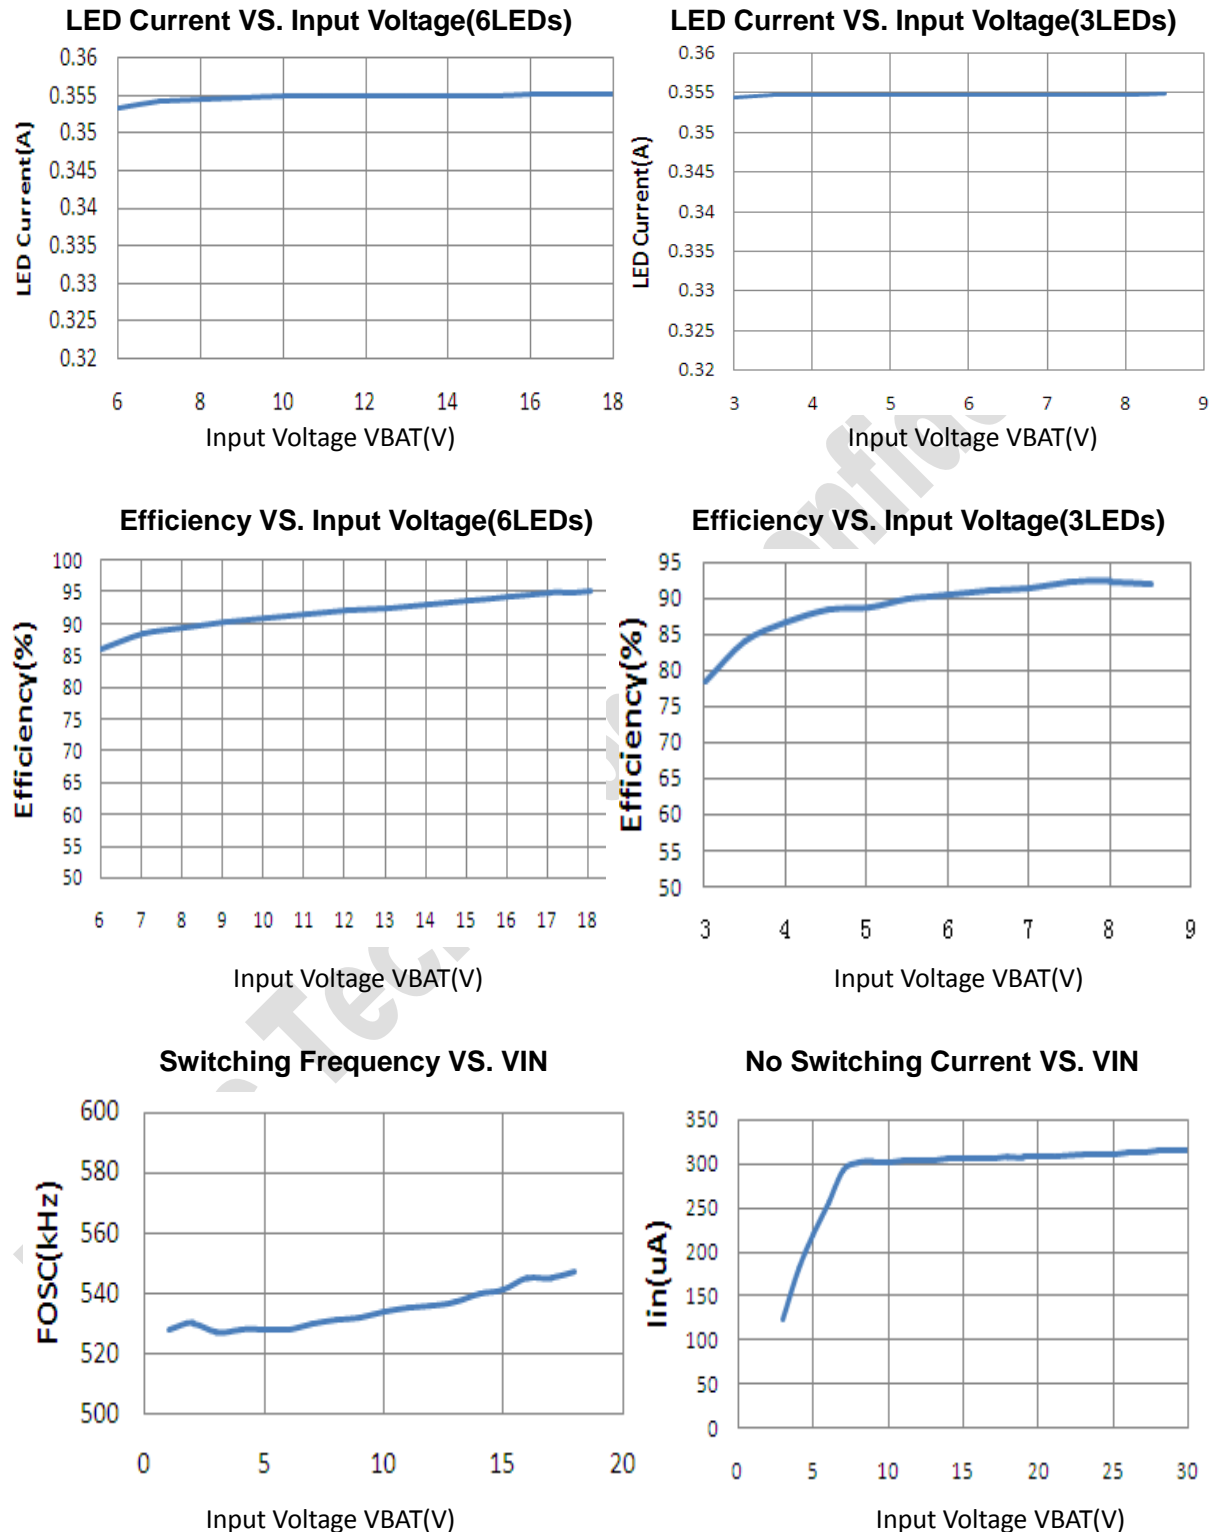 LED Current VS. Input Voltage(6LEDs)
LED Current(A)
0.36
0.355
0.35
0.345
0.34
0.335
0.33
0.325
0.32
6 8 10 12 14 16 18
Input Voltage VBAT(V)
LED Current VS. Input Voltage(3LEDs)
LED Current(A)
0.36
0.355
0.35
0.345
0.34
0.335
0.33
0.325
0.32
3 4 5 6 7 8 9
Input Voltage VBAT(V)
Efficiency VS. Input Voltage(6LEDs)
Efficiency(%)
100
95
90
85
80
75
70
65
60
55
50
6 7 8 9 10 11 12 13 14 15 16 17 18
Input Voltage VBAT(V)
Efficiency VS. Input Voltage(3LEDs)
Efficiency(%)
95
90
85
80
75
70
65
60
55
50
3 4 5 6 7 8 9
Input Voltage VBAT(V)
Switching Frequency VS. VIN
FOSC(kHz)
600
580
560
540
520
500
0 5 10 15 20
Input Voltage VBAT(V)
No Switching Current VS. VIN
Iin(uA)
350
300
250
200
150
100
50
0
0 5 10 15 20 25 30
Input Voltage VBAT(V)